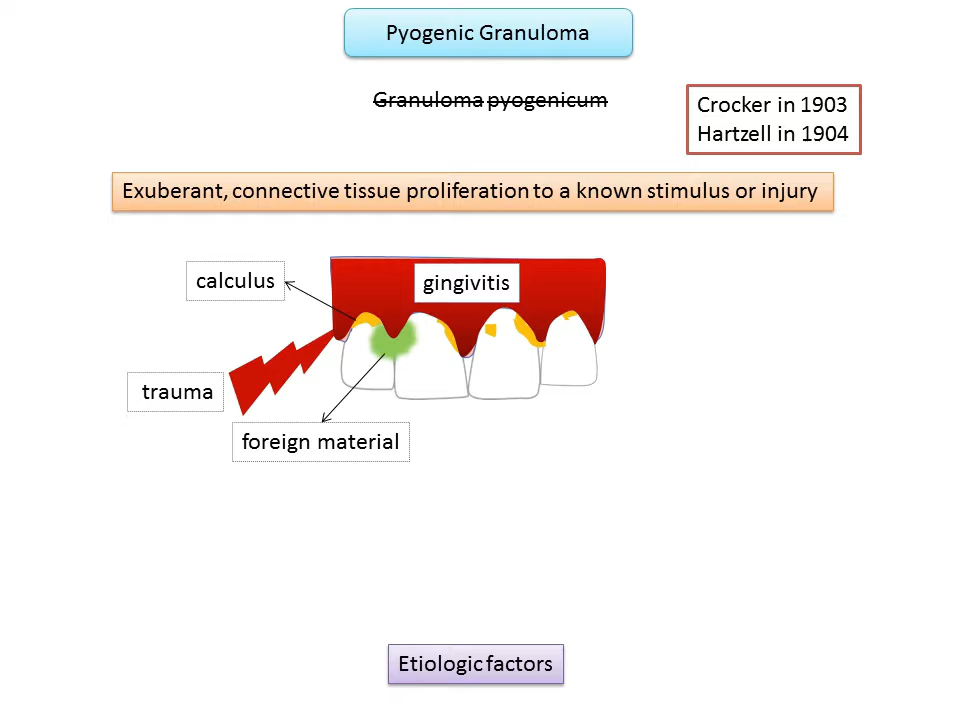 Pyogenic Granuloma
Granuloma pyogenicum
Crocker in 1903
Hartzell in 1904
Exuberant, connective tissue proliferation to a known stimulus or injury
calculus
gingivitis
trauma
foreign material
Etiologic factors